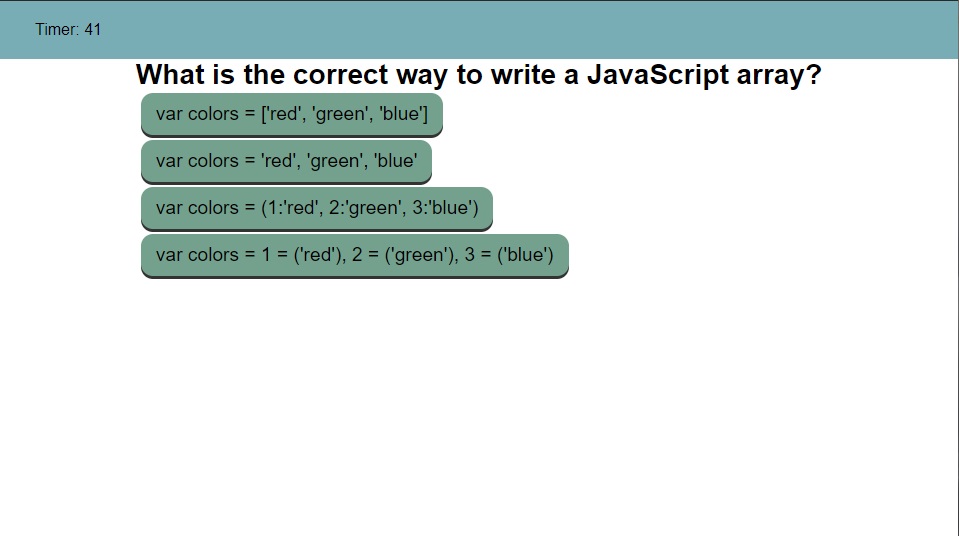 Timer: 41
What is the correct way to write a JavaScript array?
var colors = ['red', 'green', 'blue']
var colors = 'red', 'green', 'blue'
var colors = (1:'red', 2:'green', 3:'blue')
var colors = 1 = ('red'), 2 = ('green'), 3 = ('blue')